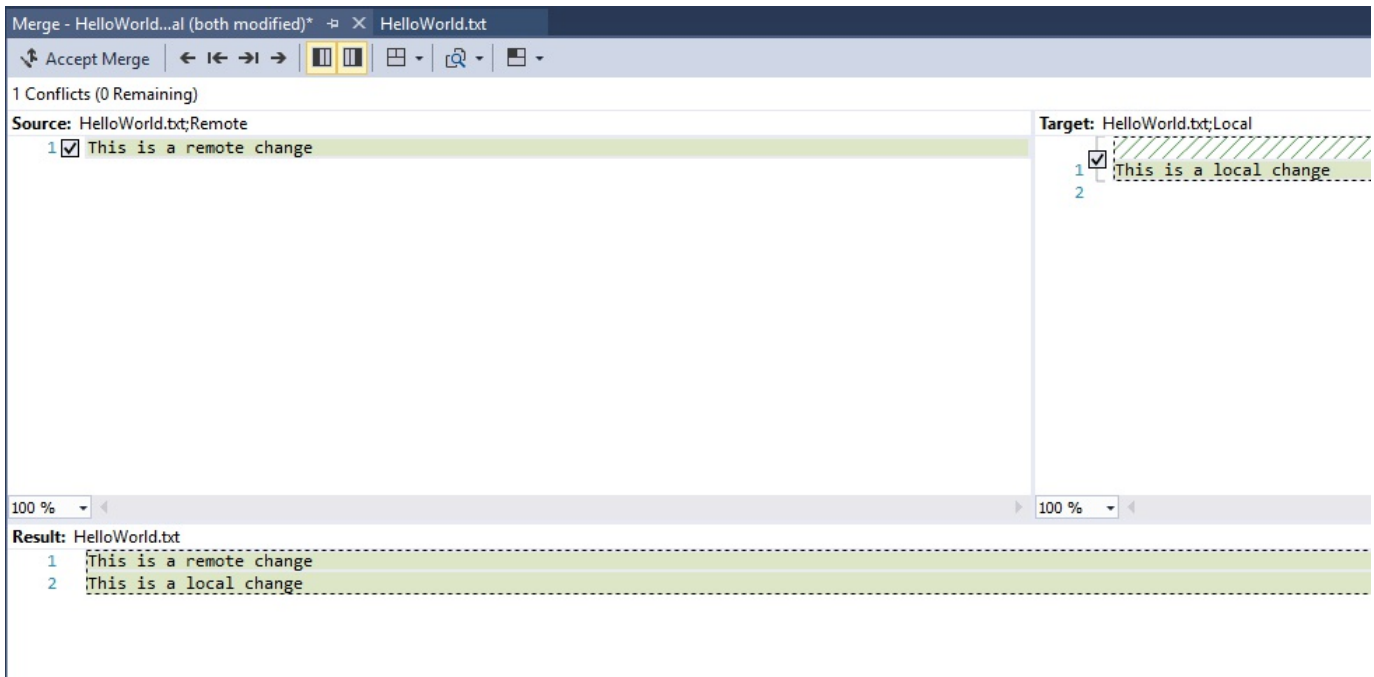 Merge - HelloWorld...al (both modified)* HelloWorld.txt
Accept Merge
1 Conflicts (0 Remaining)
Source: HelloWorld.txt;Remote
1 This is a remote change
Target: HelloWorld.txt;Local
1 This is a local change
2
100 %
100 %
Result: HelloWorld.txt
1 This is a remote change
2 This is a local change